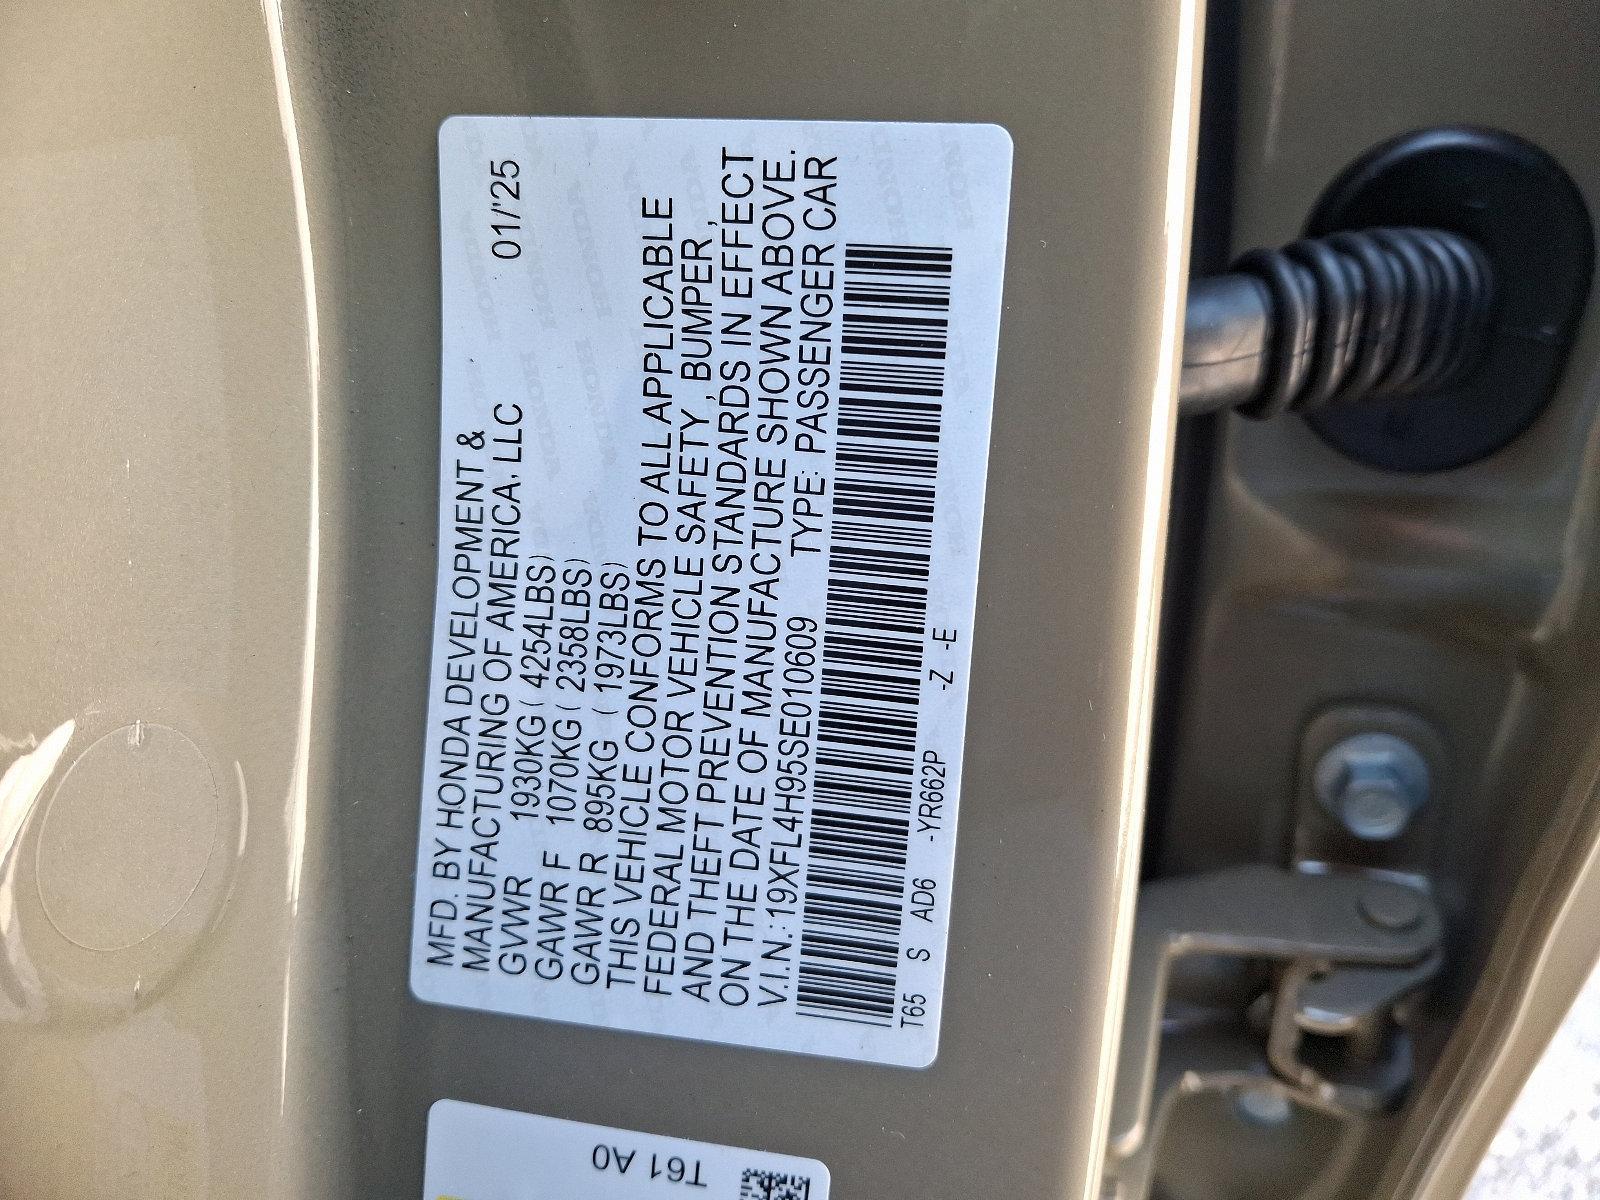 MFD. BY HONDA DEVELOPMENT &
MANUFACTURING OF AMERICA, LLC 01/'25
GVWR 1930KG ( 4254LBS)
GAWR F 1070KG ( 2358LBS)
GAWR R 895KG ( 1973LBS)
THIS VEHICLE CONFORMS TO ALL APPLICABLE
FEDERAL MOTOR VEHICLE SAFETY , BUMPER ,
AND THEFT PREVENTION STANDARDS IN EFFECT
ON THE DATE OF MANUFACTURE SHOWN ABOVE.
V.I.N.: 19XFL4H95SE010609 TYPE: PASSENGER CAR
T65 S AD6 -YR662P -Z -E
T61 A0